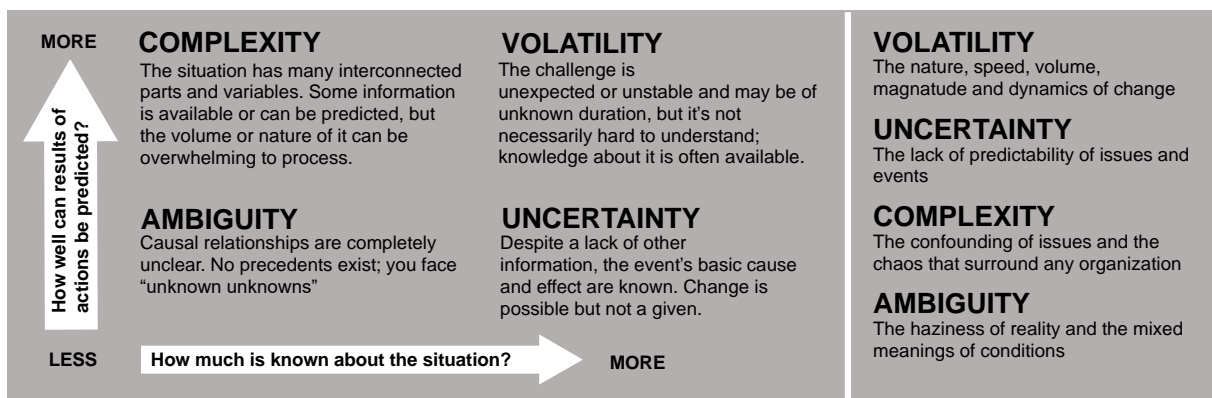 MORE
How well can results of
actions be predicted?
LESS
COMPLEXITY
The situation has many interconnected
parts and variables. Some information
is available or can be predicted, but
the volume or nature of it can be
overwhelming to process.
VOLATILITY
The challenge is
unexpected or unstable and may be of
unknown duration, but it’s not
necessarily hard to understand;
knowledge about it is often available.
AMBIGUITY
Causal relationships are completely
unclear. No precedents exist; you face
“unknown unknowns”
UNCERTAINTY
Despite a lack of other
information, the event’s basic cause
and effect are known. Change is
possible but not a given.
How much is known about the situation?
MORE
VOLATILITY
The nature, speed, volume,
magnatude and dynamics of change
UNCERTAINTY
The lack of predictability of issues and
events
COMPLEXITY
The confounding of issues and the
chaos that surround any organization
AMBIGUITY
The haziness of reality and the mixed
meanings of conditions